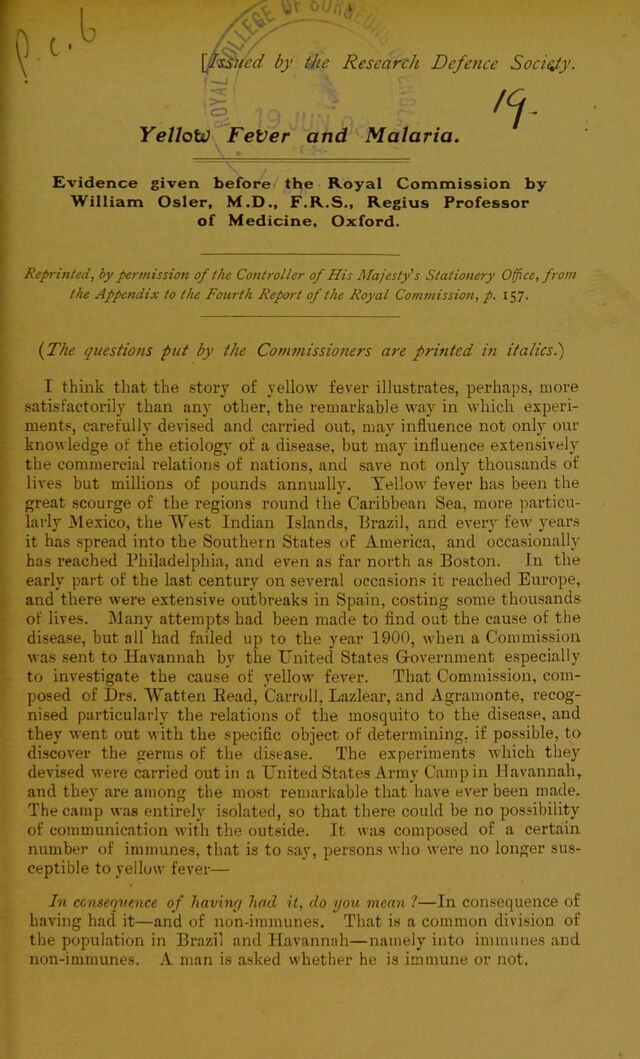 P.c.6
COLLEGE OF SURGEONS
ROYAL
19 JUN 09
[Issued by the Research Defence Society.
19.
Yellow Fever and Malaria.
Evidence given before the Royal Commission by
William Osler, M.D., F.R.S., Regius Professor
of Medicine, Oxford.
Reprinted, by permission of the Controller of His Majesty's Stationery Office, from
the Appendix to the Fourth Report of the Royal Commission, p. 157.
(The questions put by the Commissioners are printed in italics.)
I think that the story of yellow fever illustrates, perhaps, more
satisfactorily than any other, the remarkable way in which experi-
ments, carefully devised and carried out, may influence not only our
knowledge of the etiology of a disease, but may influence extensively
the commercial relations of nations, and save not only thousands of
lives but millions of pounds annually. Yellow fever has been the
great scourge of the regions round the Caribbean Sea, more particu-
larly Mexico, the West Indian Islands, Brazil, and every few years
it has spread into the Southern States of America, and occasionally
has reached Philadelphia, and even as far north as Boston. In the
early part of the last century on several occasions it reached Europe,
and there were extensive outbreaks in Spain, costing some thousands
of lives. Many attempts had been made to find out the cause of the
disease, but all had failed up to the year 1900, when a Commission
was sent to Havannah by the United States Government especially
to investigate the cause of yellow fever. That Commission, com-
posed of Drs. Watten Read, Carroll, Lazlear, and Agramonte, recog-
nised particularly the relations of the mosquito to the disease, and
they went out with the specific object of determining, if possible, to
discover the germs of the disease. The experiments which they
devised were carried out in a United States Army Camp in Havannah,
and they are among the most remarkable that have ever been made.
The camp was entirely isolated, so that there could be no possibility
of communication with the outside. It was composed of a certain
number of immunes, that is to say, persons who were no longer sus-
ceptible to yellow fever—
In consequence of having had it, do you mean?—In consequence of
having had it—and of non-immunes. That is a common division of
the population in Brazil and Havannah—namely into immunes and
non-immunes. A man is asked whether he is immune or not.